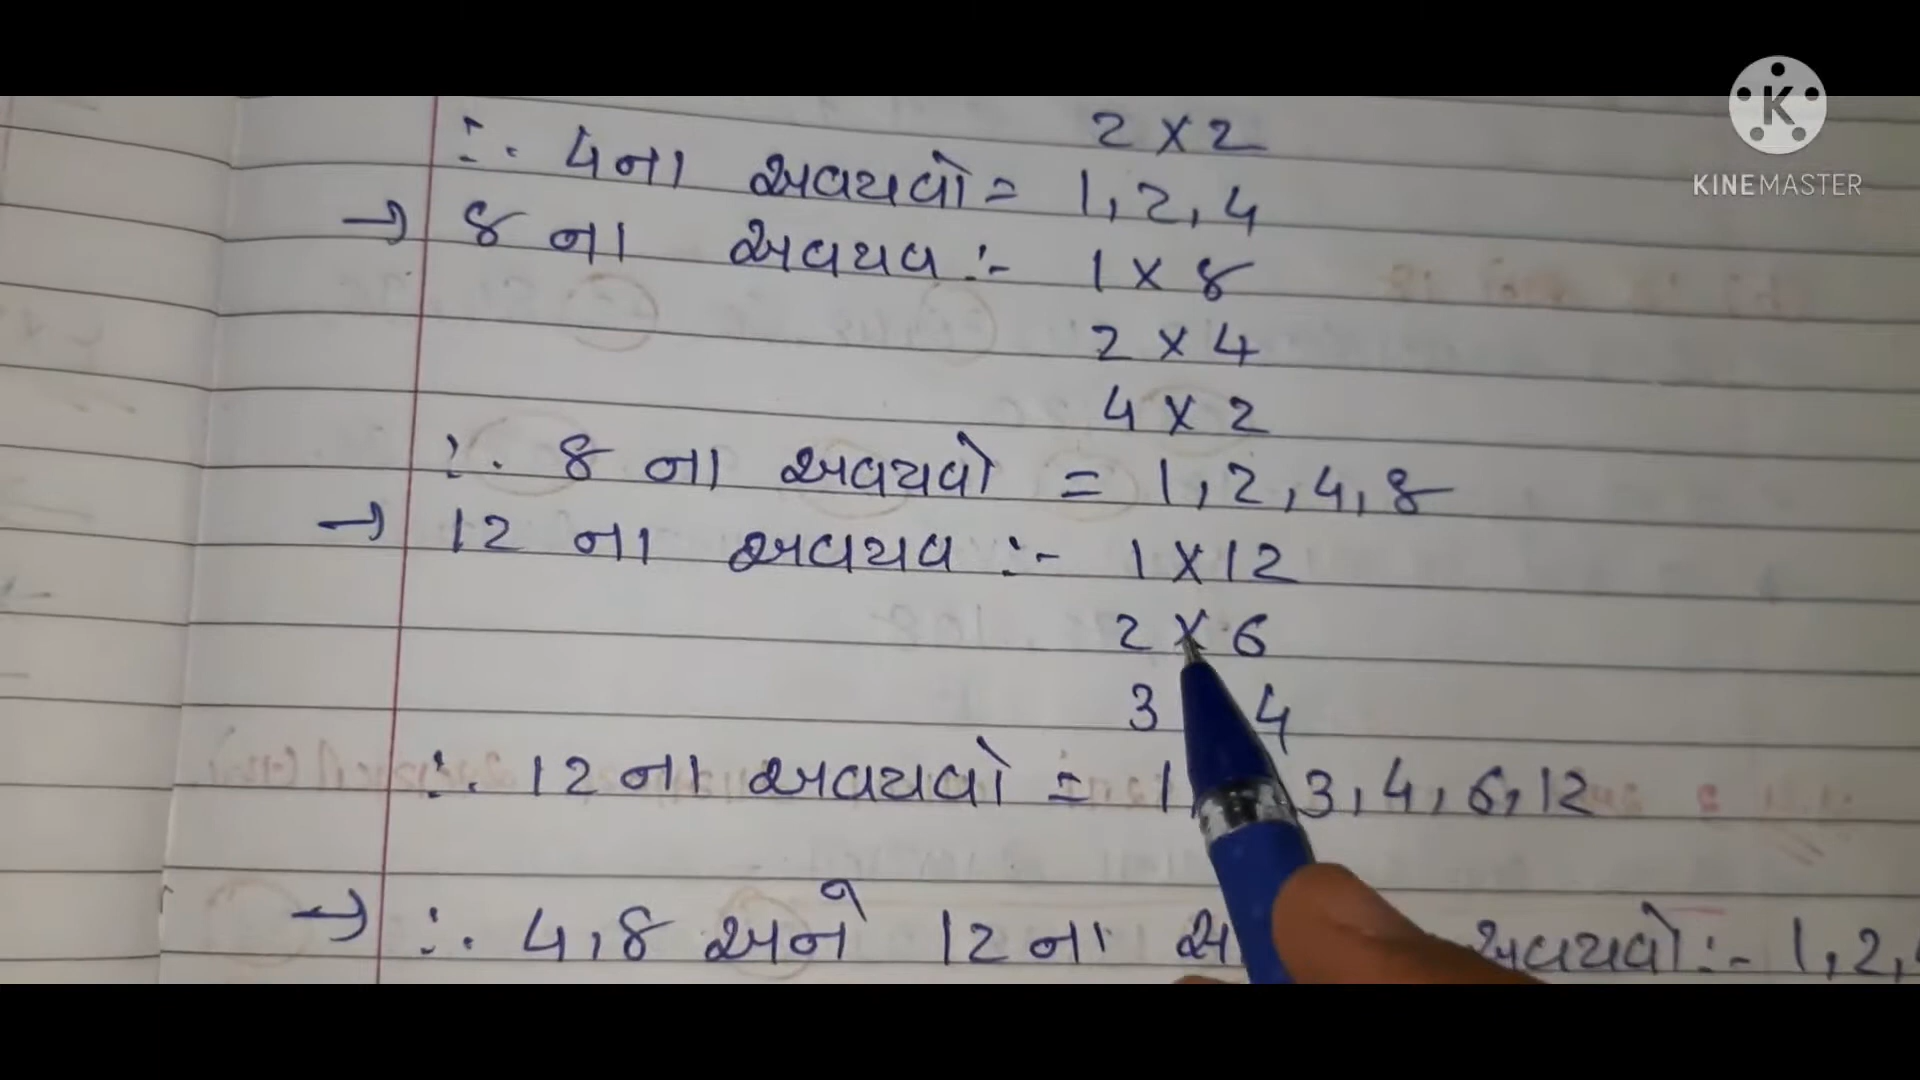 2 x 2
∴ 4ના અવયવો = 1, 2, 4
→ 8 ના અવયવ :- 1 x 8
2 x 4
4 x 2
∴ 8 ના અવયવો = 1, 2, 4, 8
→ 12 ના અવયવ :- 1 x 12
2 x 6
3 4
∴ 12ના અવયવો = 1, 3, 4, 6, 12
→ ∴ 4, 8 અને 12ના અવયવો :- 1, 2,
KINEMASTER